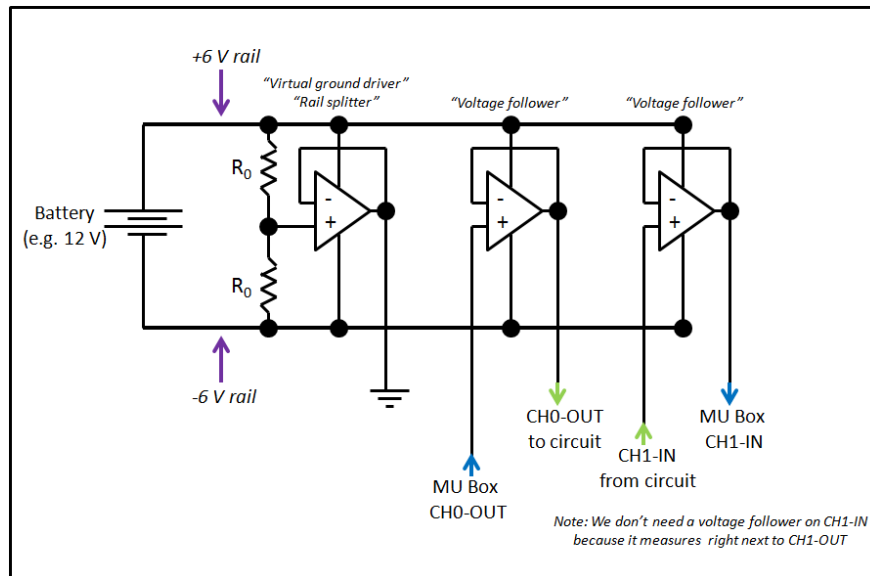 +6 V rail
“Virtual ground driver”
“Rail splitter”
“Voltage follower”
“Voltage follower”
R0
Battery
(e.g. 12 V)
-
+
-
+
-
+
R0
-6 V rail
CH0-OUT
to circuit
MU Box
CH1-IN
CH1-IN
from circuit
MU Box
CH0-OUT
Note: We don’t need a voltage follower on CH1-IN
because it measures right next to CH1-OUT